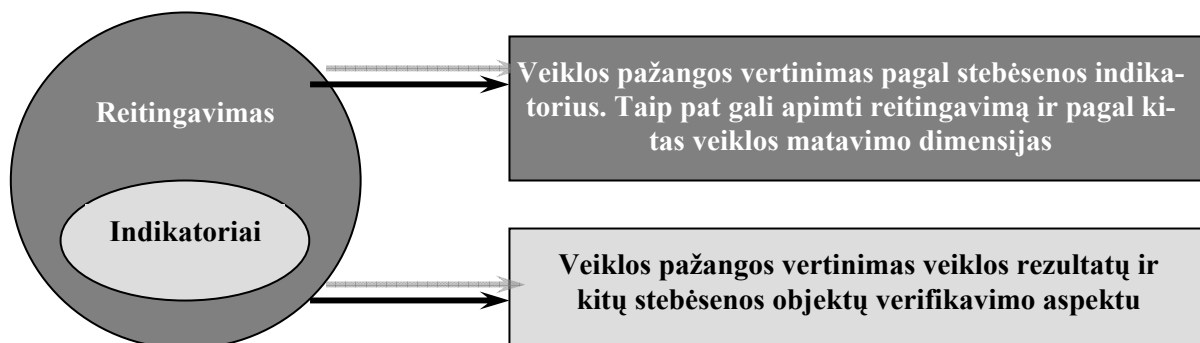 Reitingavimas
Veiklos pažangos vertinimas pagal stebėsenos indika-
torius. Taip pat gali apimti reitingavimą ir pagal ki-
tas veiklos matavimo dimensijas
Indikatoriai
Veiklos pažangos vertinimas veiklos rezultatų ir
kitų stebėsenos objektų verifikavimo aspektu